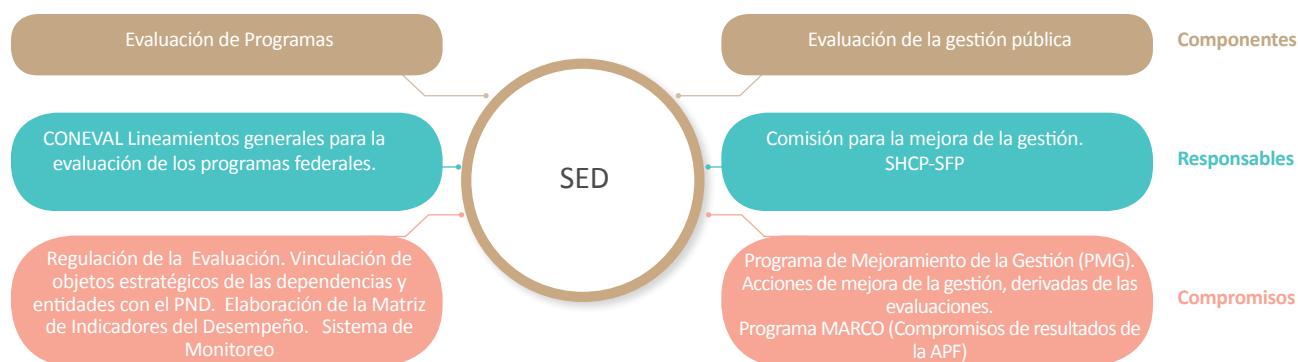 Evaluación de Programas
Evaluación de la gestión pública
Componentes
CONEVAL Lineamientos generales para la
evaluación de los programas federales.
SED
Comisión para la mejora de la gestión.
SHCP-SFP
Responsables
Regulación de la Evaluación. Vinculación de
objetos estratégicos de las dependencias y
entidades con el PND. Elaboración de la Matriz
de Indicadores del Desempeño. Sistema de
Monitoreo
Programa de Mejoramiento de la Gestión (PMG).
Acciones de mejora de la gestión, derivadas de las
evaluaciones.
Programa MARCO (Compromisos de resultados de
la APF)
Compromisos